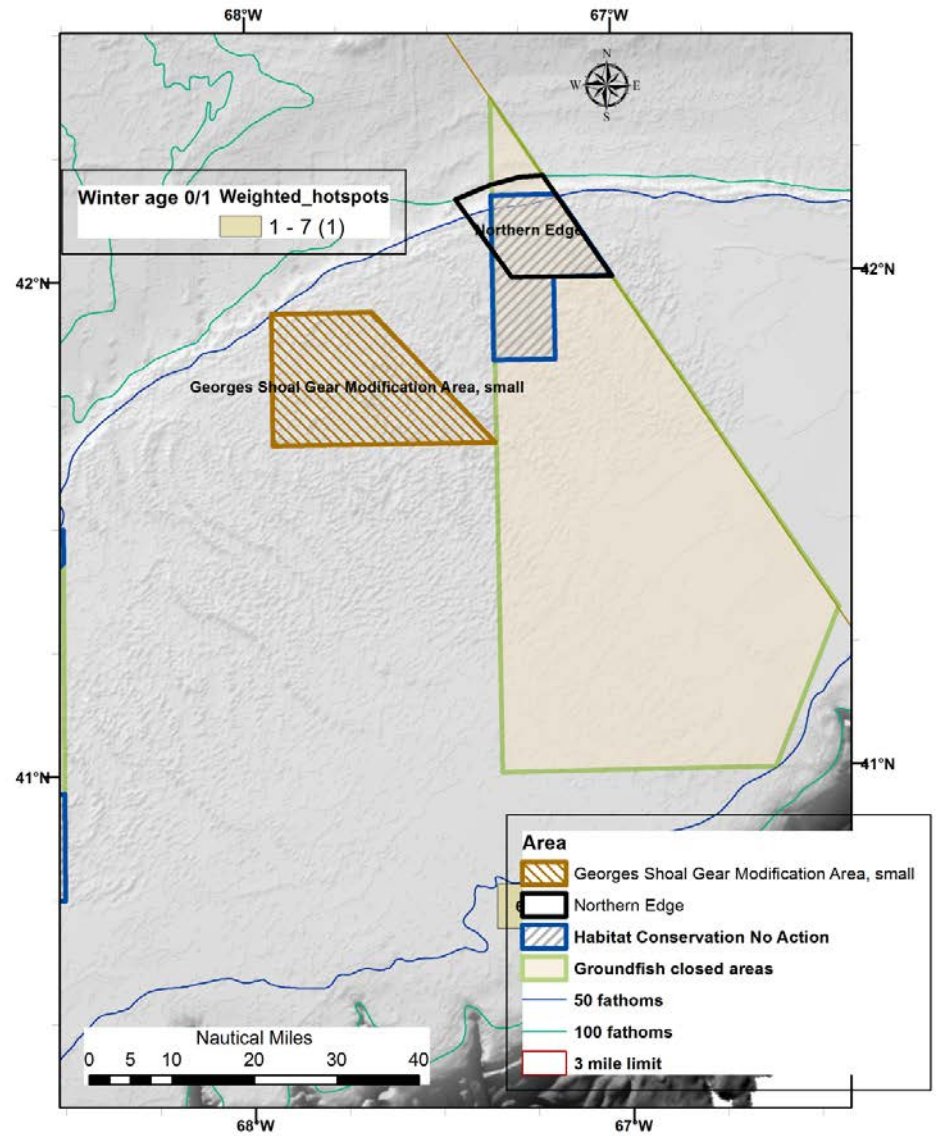 68°W 67°W
N
W E
S
Winter age 0/1 Weighted_hotspots
1 - 7 (1)
Northern Edge
42°N 42°N
Georges Shoal Gear Modification Area, small
41°N 41°N
Area
Georges Shoal Gear Modification Area, small
Northern Edge
Habitat Conservation No Action
Groundfish closed areas
50 fathoms
100 fathoms
3 mile limit
Nautical Miles
0 5 10 20 30 40
68°W 67°W